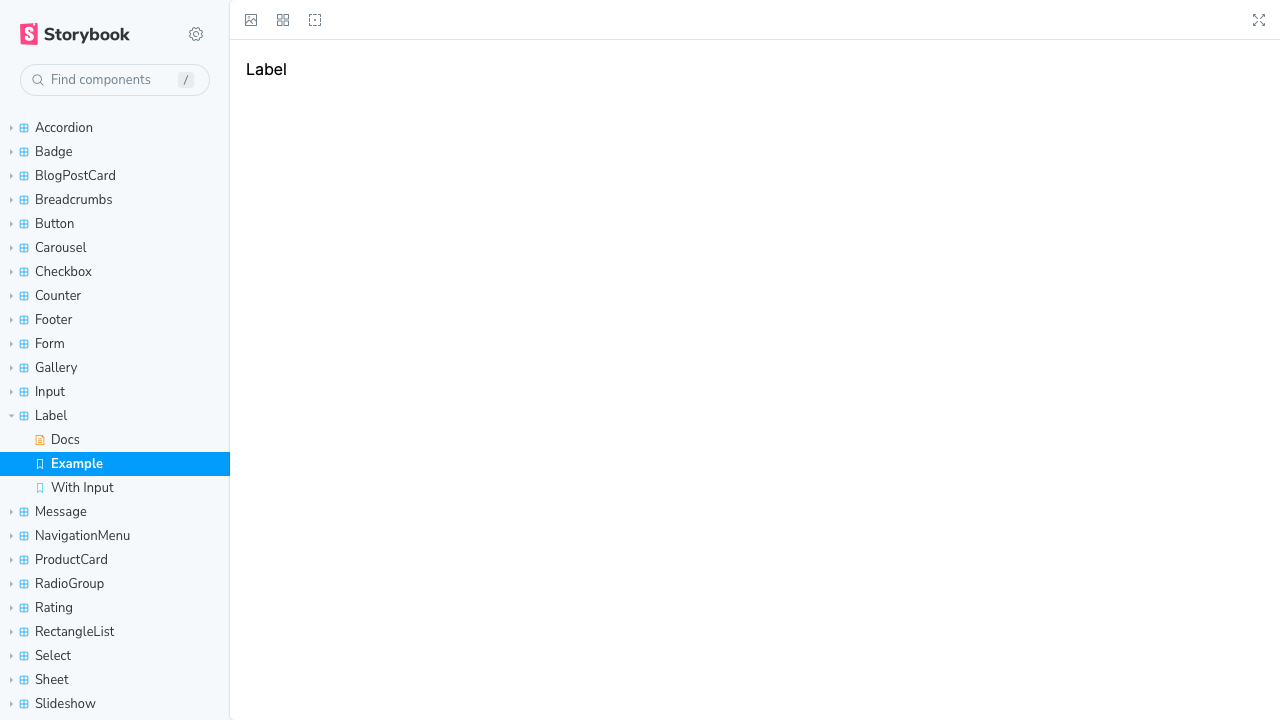 Storybook
Find components
/
Accordion
Badge
BlogPostCard
Breadcrumbs
Button
Carousel
Checkbox
Counter
Footer
Form
Gallery
Input
Label
Docs
Example
With Input
Message
NavigationMenu
ProductCard
RadioGroup
Rating
RectangleList
Select
Sheet
Slideshow
Label